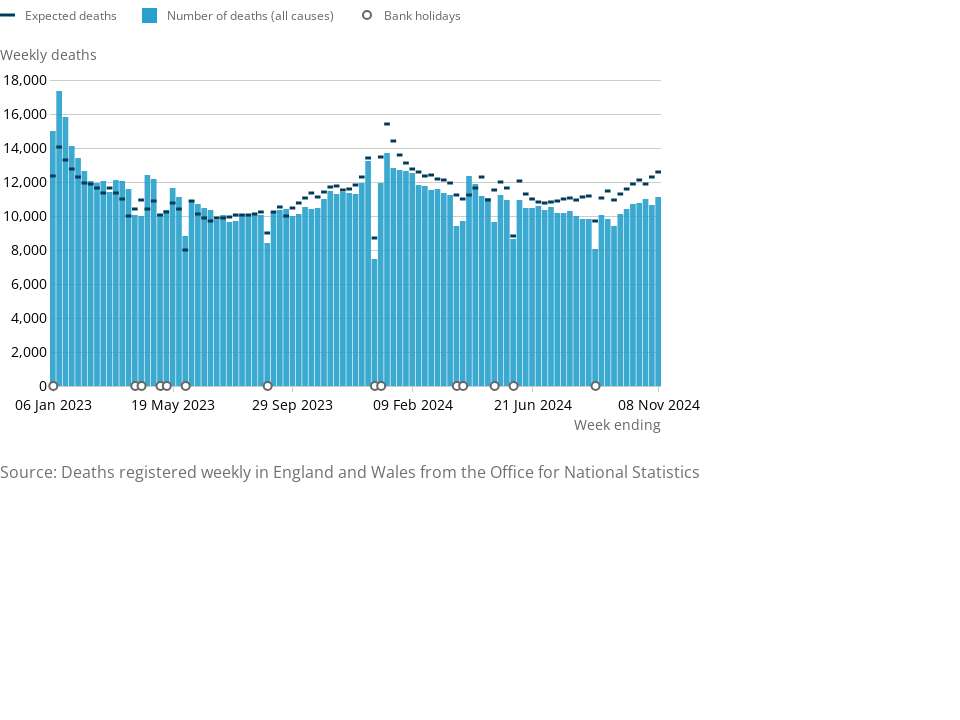 Expected deaths Number of deaths (all causes) Bank holidays
Weekly deaths
18,000
16,000
14,000
12,000
10,000
8,000
6,000
4,000
2,000
0
06 Jan 2023 19 May 2023 29 Sep 2023 09 Feb 2024 21 Jun 2024 08 Nov 2024
Week ending
Source: Deaths registered weekly in England and Wales from the Office for National Statistics